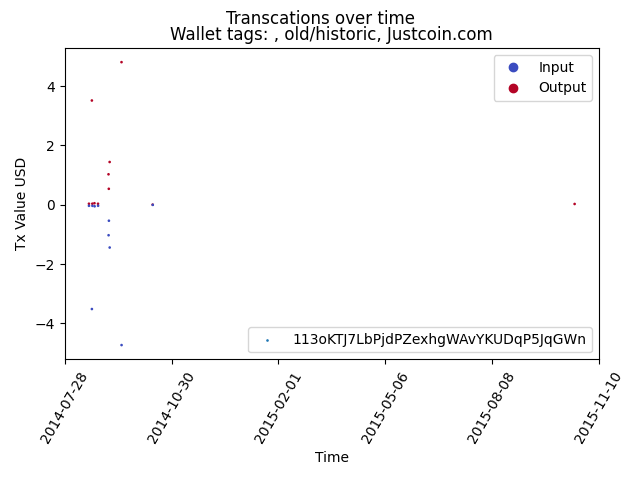 Transcations over time
Wallet tags: , old/historic, Justcoin.com
Input
Output
4
2
0
−2
−4
Tx Value USD
113oKTJ7LbPjdPZexhgWAvYKUDqP5JqGWn
2014-07-28
2014-10-30
2015-02-01
2015-05-06
2015-08-08
2015-11-10
Time